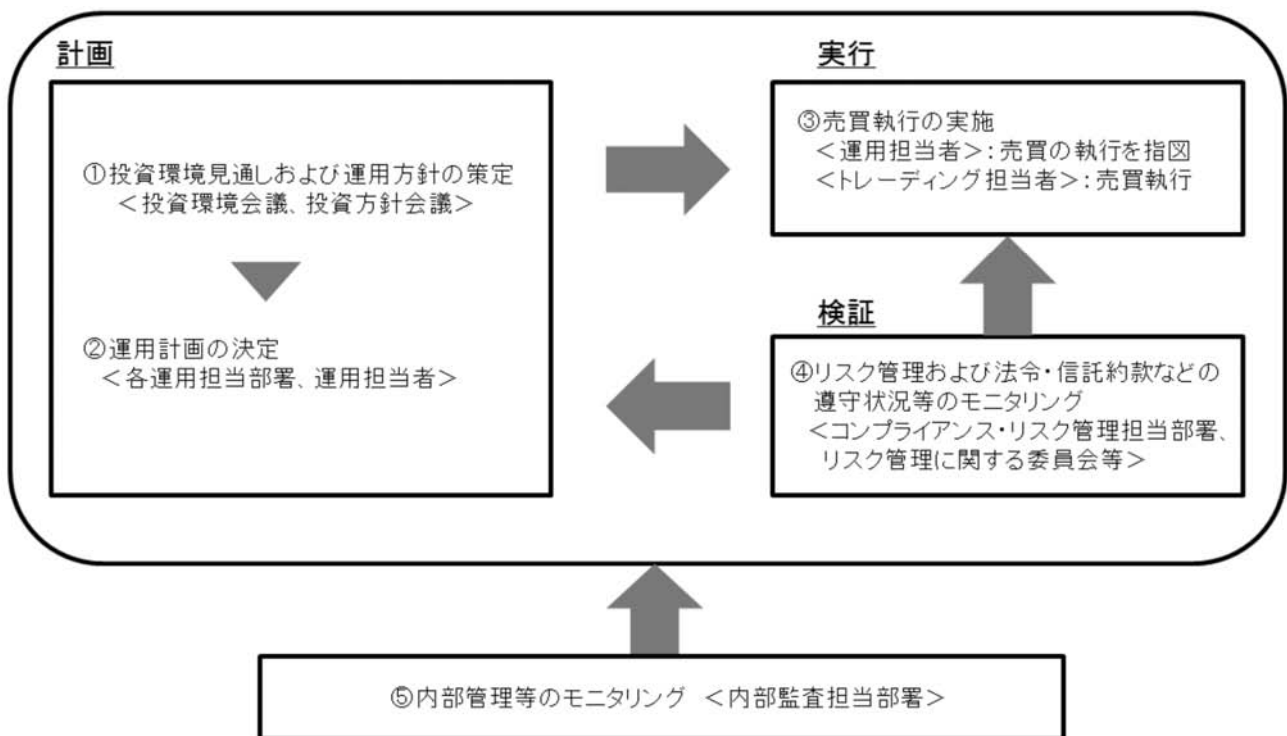 計画
①投資環境見通しおよび運用方針の策定
＜投資環境会議、投資方針会議＞
②運用計画の決定
＜各運用担当部署、運用担当者＞
実行
③売買執行の実施
＜運用担当者＞：売買の執行を指図
＜トレーディング担当者＞：売買執行
検証
④リスク管理および法令・信託約款などの
遵守状況等のモニタリング
＜コンプライアンス・リスク管理担当部署、
リスク管理に関する委員会等＞
⑤内部管理等のモニタリング ＜内部監査担当部署＞